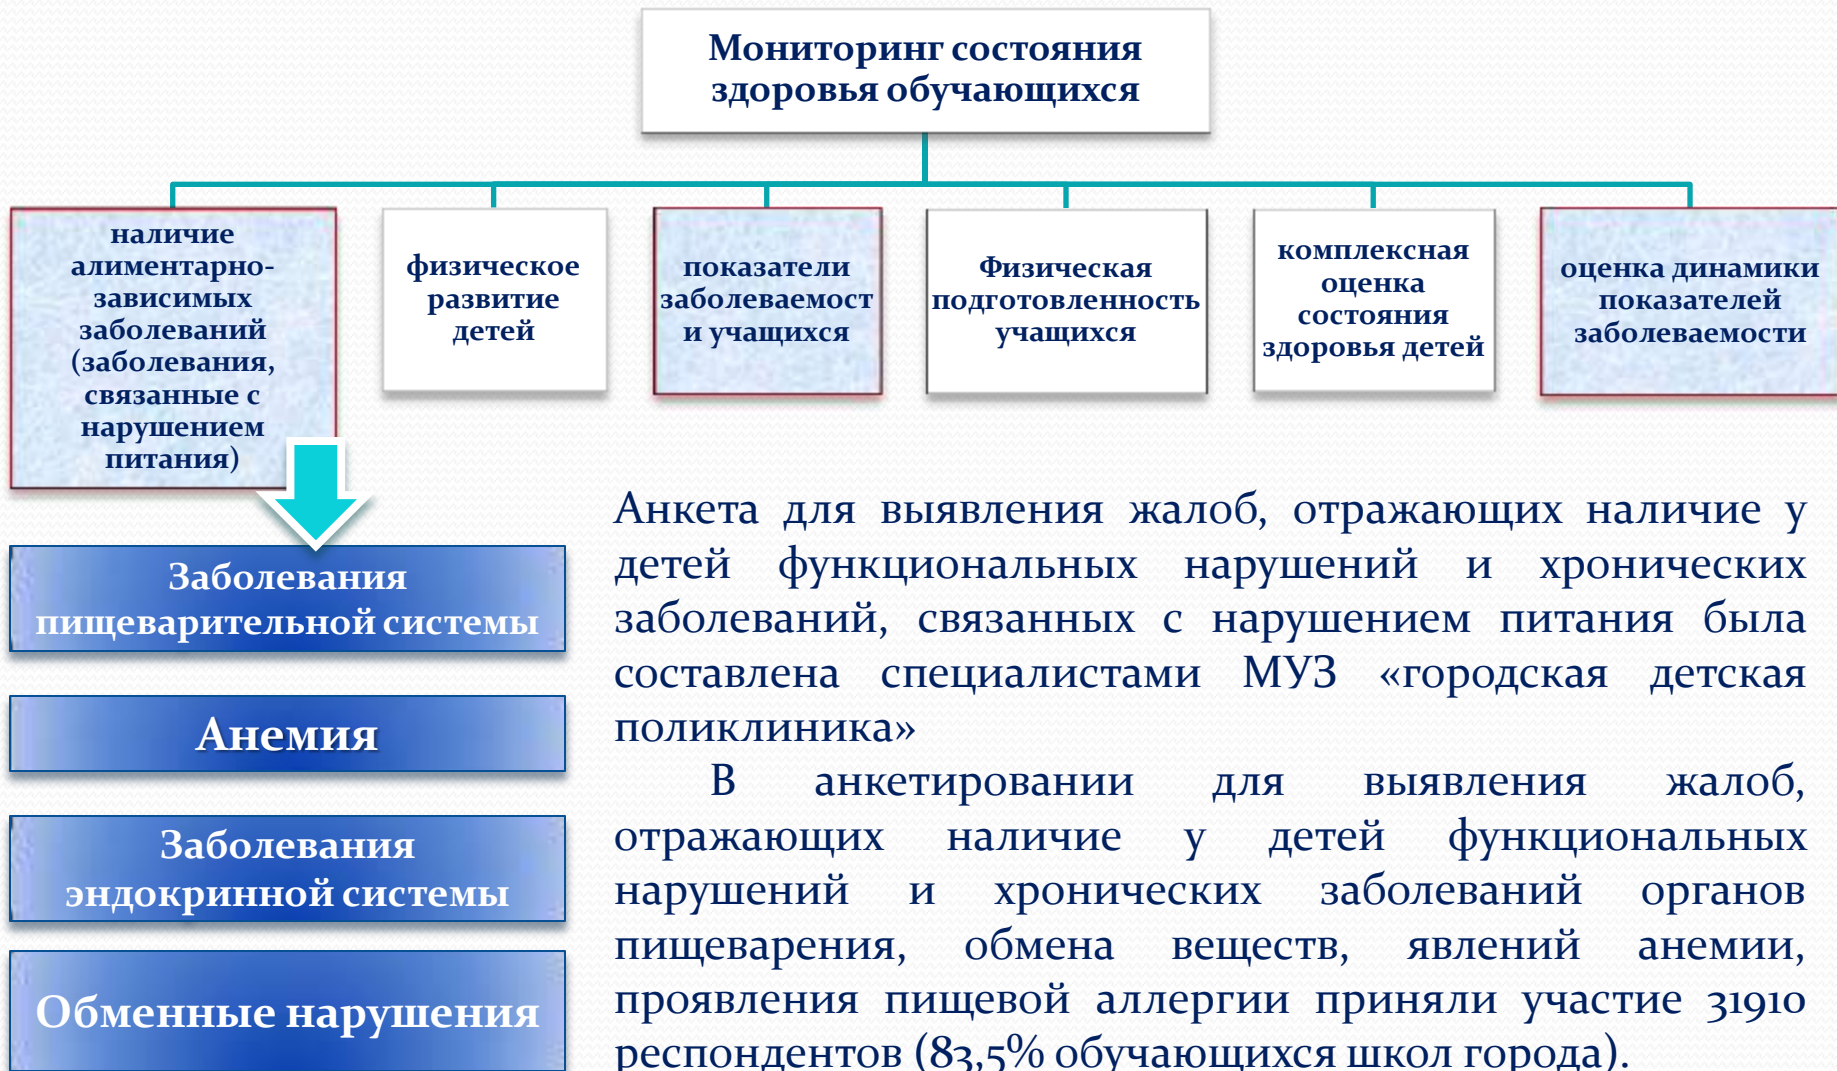 Мониторинг состояния
здоровья обучающихся
наличие
алиментарно-
зависимых
заболеваний
(заболевания,
связанные с
нарушением
питания)
физическое
развитие
детей
показатели
заболеваемост
и учащихся
Физическая
подготовленность
учащихся
комплексная
оценка
состояния
здоровья детей
оценка динамики
показателей
заболеваемости
Заболевания
пищеварительной системы
Анемия
Заболевания
эндокринной системы
Обменные нарушения
Анкета для выявления жалоб, отражающих наличие у
детей функциональных нарушений и хронических
заболеваний, связанных с нарушением питания была
составлена специалистами МУЗ «городская детская
поликлиника»
В анкетировании для выявления жалоб,
отражающих наличие у детей функциональных
нарушений и хронических заболеваний органов
пищеварения, обмена веществ, явлений анемии,
проявления пищевой аллергии приняли участие 31910
респондентов (83,5% обучающихся школ города).